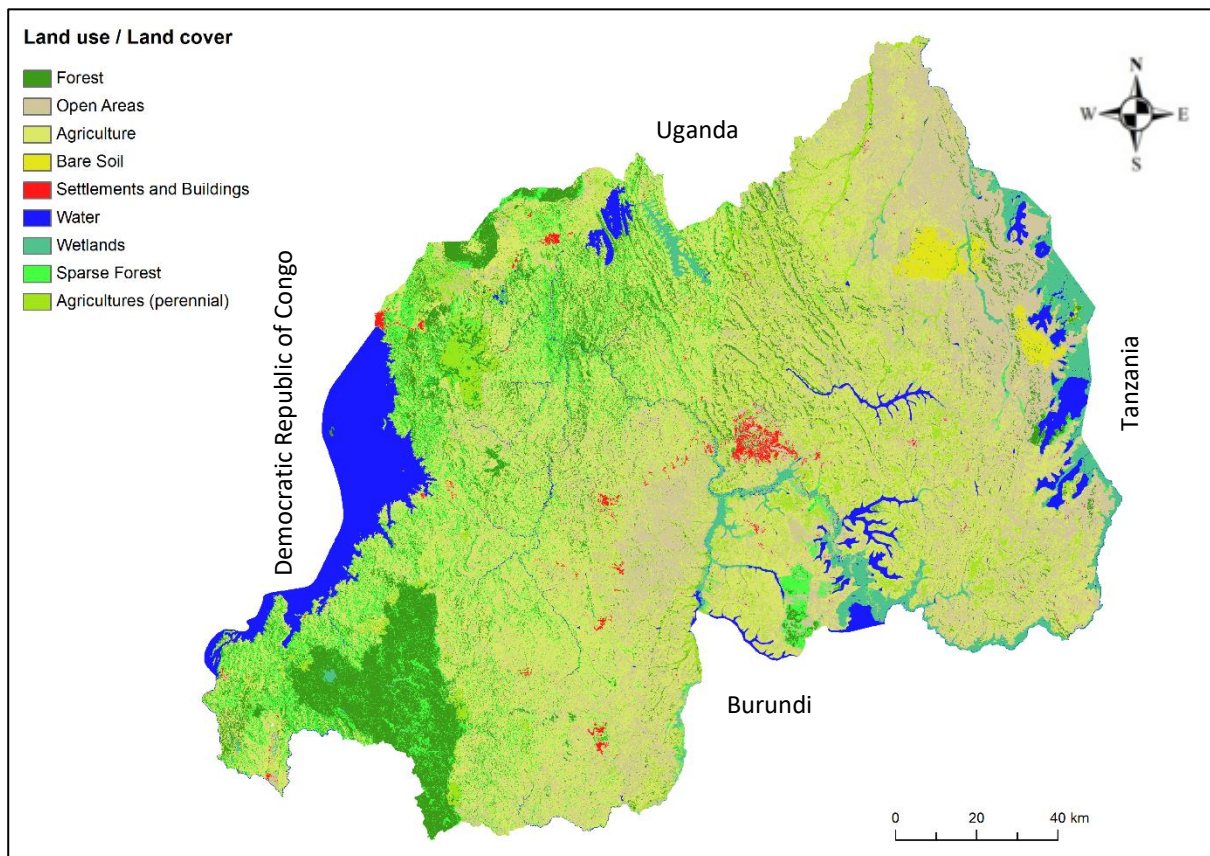 Land use / Land cover
Forest
Open Areas
Agriculture
Bare Soil
Settlements and Buildings
Water
Wetlands
Sparse Forest
Agricultures (perennial)
Uganda
N
W
E
S
Democratic Republic of Congo
Tanzania
Burundi
0 20 40 km